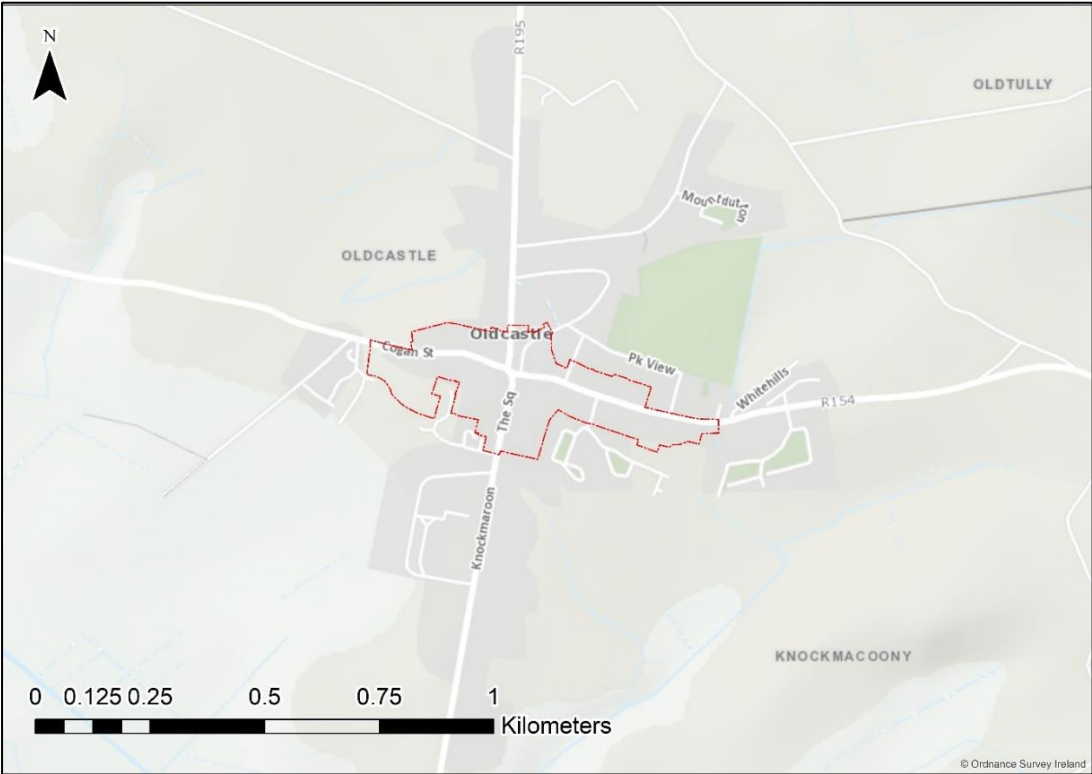 N
R195
OLDTULLY
Mountdutton
OLDCASTLE
Oldcastle
Cogan St
Pk View
The Sq
Whitehills
R154
Knockmaroon
KNOCKMACOONY
0 0.125 0.25 0.5 0.75 1
Kilometers
© Ordnance Survey Ireland